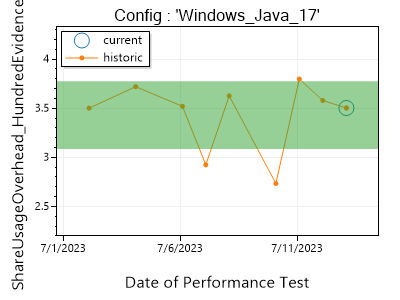 Config : 'Windows_Java_17'
current
historic
ShareUsageOverhead_HundredEvidence
4
3.5
3
2.5
7/1/2023
7/6/2023
7/11/2023
Date of Performance Test